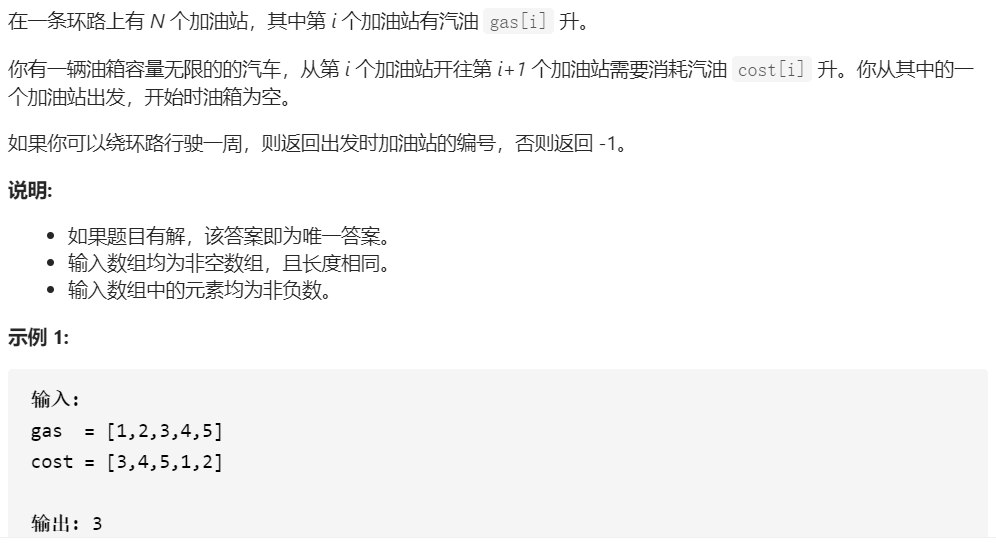 在一条环路上有 N 个加油站，其中第 i 个加油站有汽油 gas[i] 升。
你有一辆油箱容量无限的的汽车，从第 i 个加油站开往第 i+1 个加油站需要消耗汽油 cost[i] 升。你从其中的一
个加油站出发，开始时油箱为空。
如果你可以绕环路行驶一周，则返回出发时加油站的编号，否则返回 -1。
说明:
• 如果题目有解，该答案即为唯一答案。
• 输入数组均为非空数组，且长度相同。
• 输入数组中的元素均为非负数。
示例 1:
输入:
gas  = [1,2,3,4,5]
cost = [3,4,5,1,2]
输出: 3